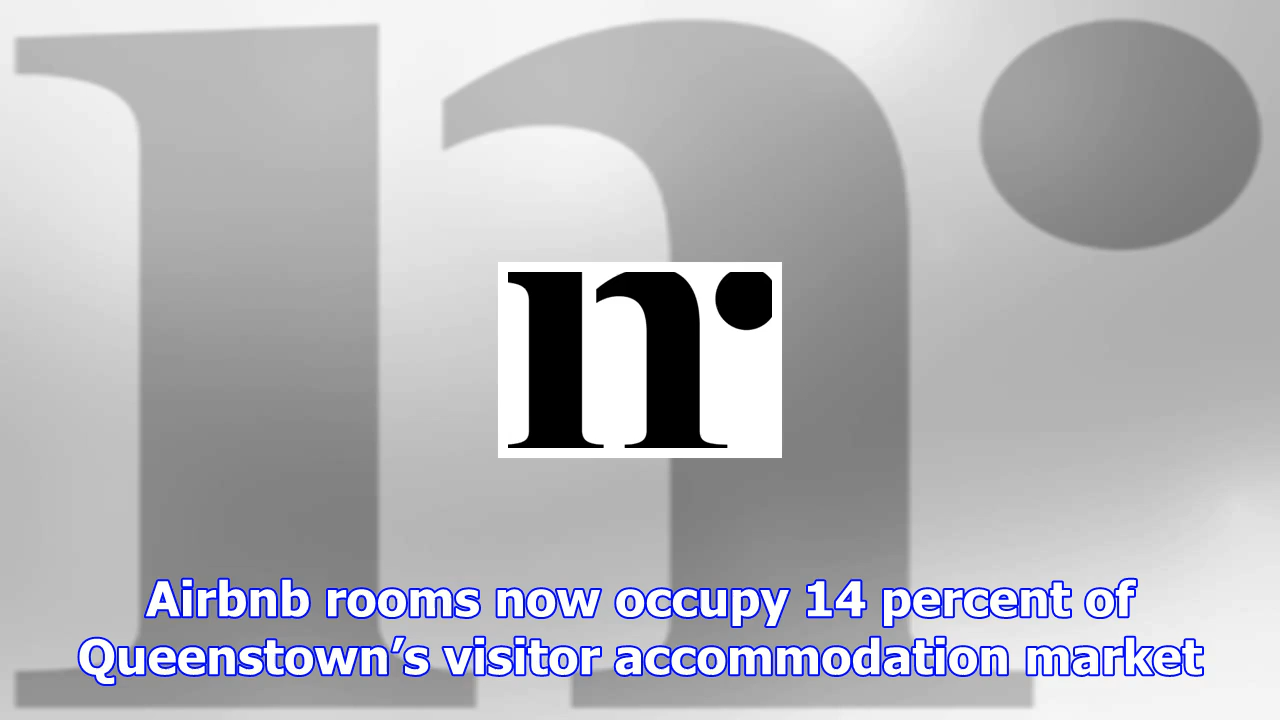 Airbnb rooms now occupy 14 percent of
Queenstown’s visitor accommodation market